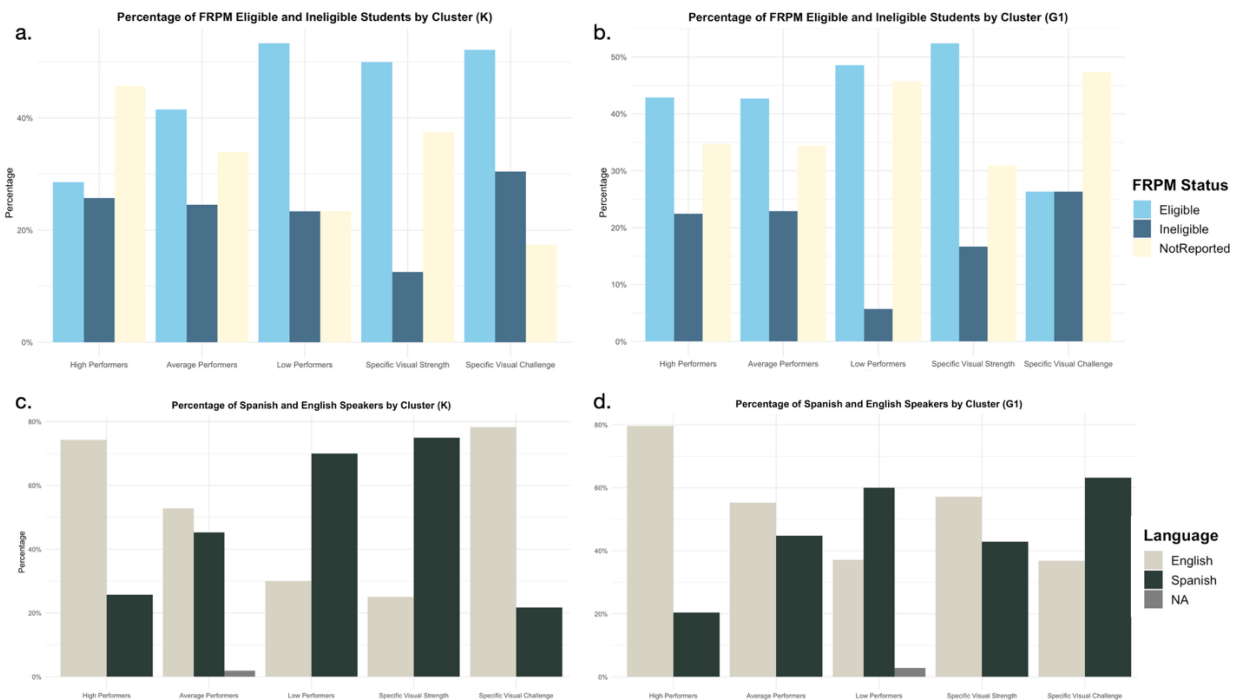 a.
Percentage of FRPM Eligible and Ineligible Students by Cluster (K)
Percentage
40%
20%
0%
High Performers
Average Performers
Low Performers
Specific Visual Strength
Specific Visual Challenge
b.
Percentage of FRPM Eligible and Ineligible Students by Cluster (G1)
Percentage
50%
40%
30%
20%
10%
0%
High Performers
Average Performers
Low Performers
Specific Visual Strength
Specific Visual Challenge
FRPM Status
Eligible
Ineligible
NotReported
c.
Percentage of Spanish and English Speakers by Cluster (K)
Percentage
80%
60%
40%
20%
0%
High Performers
Average Performers
Low Performers
Specific Visual Strength
Specific Visual Challenge
d.
Percentage of Spanish and English Speakers by Cluster (G1)
80%
60%
40%
20%
0%
High Performers
Average Performers
Low Performers
Specific Visual Strength
Specific Visual Challenge
Language
English
Spanish
NA